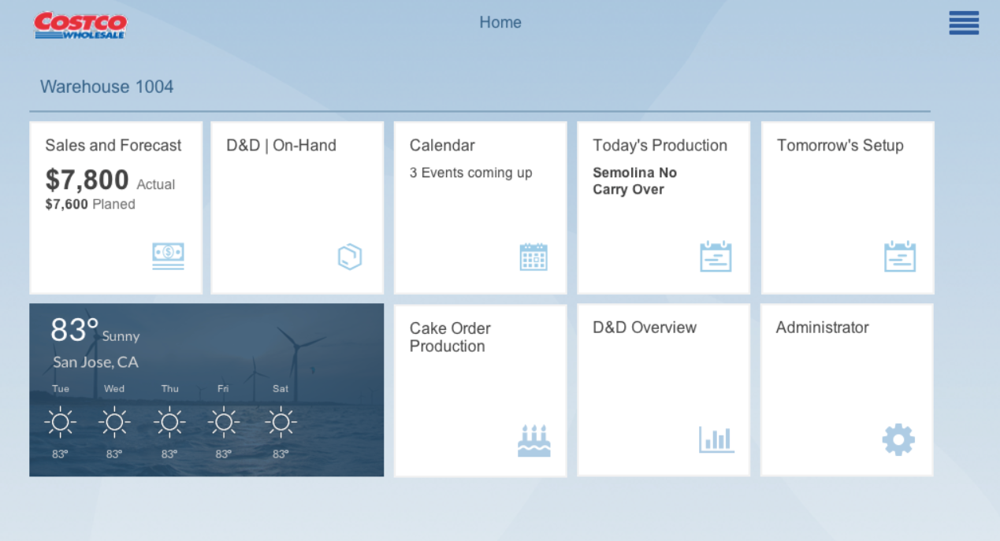 COSTCO
WHOLESALE
Home
Warehouse 1004
Sales and Forecast
$7,800 Actual
$7,600 Planed
D&D | On-Hand
Calendar
3 Events coming up
Today's Production
Semolina No
Carry Over
Tomorrow's Setup
83° Sunny
San Jose, CA
Tue Wed Thu Fri Sat
83° 83° 83° 83° 83°
Cake Order
Production
D&D Overview
Administrator